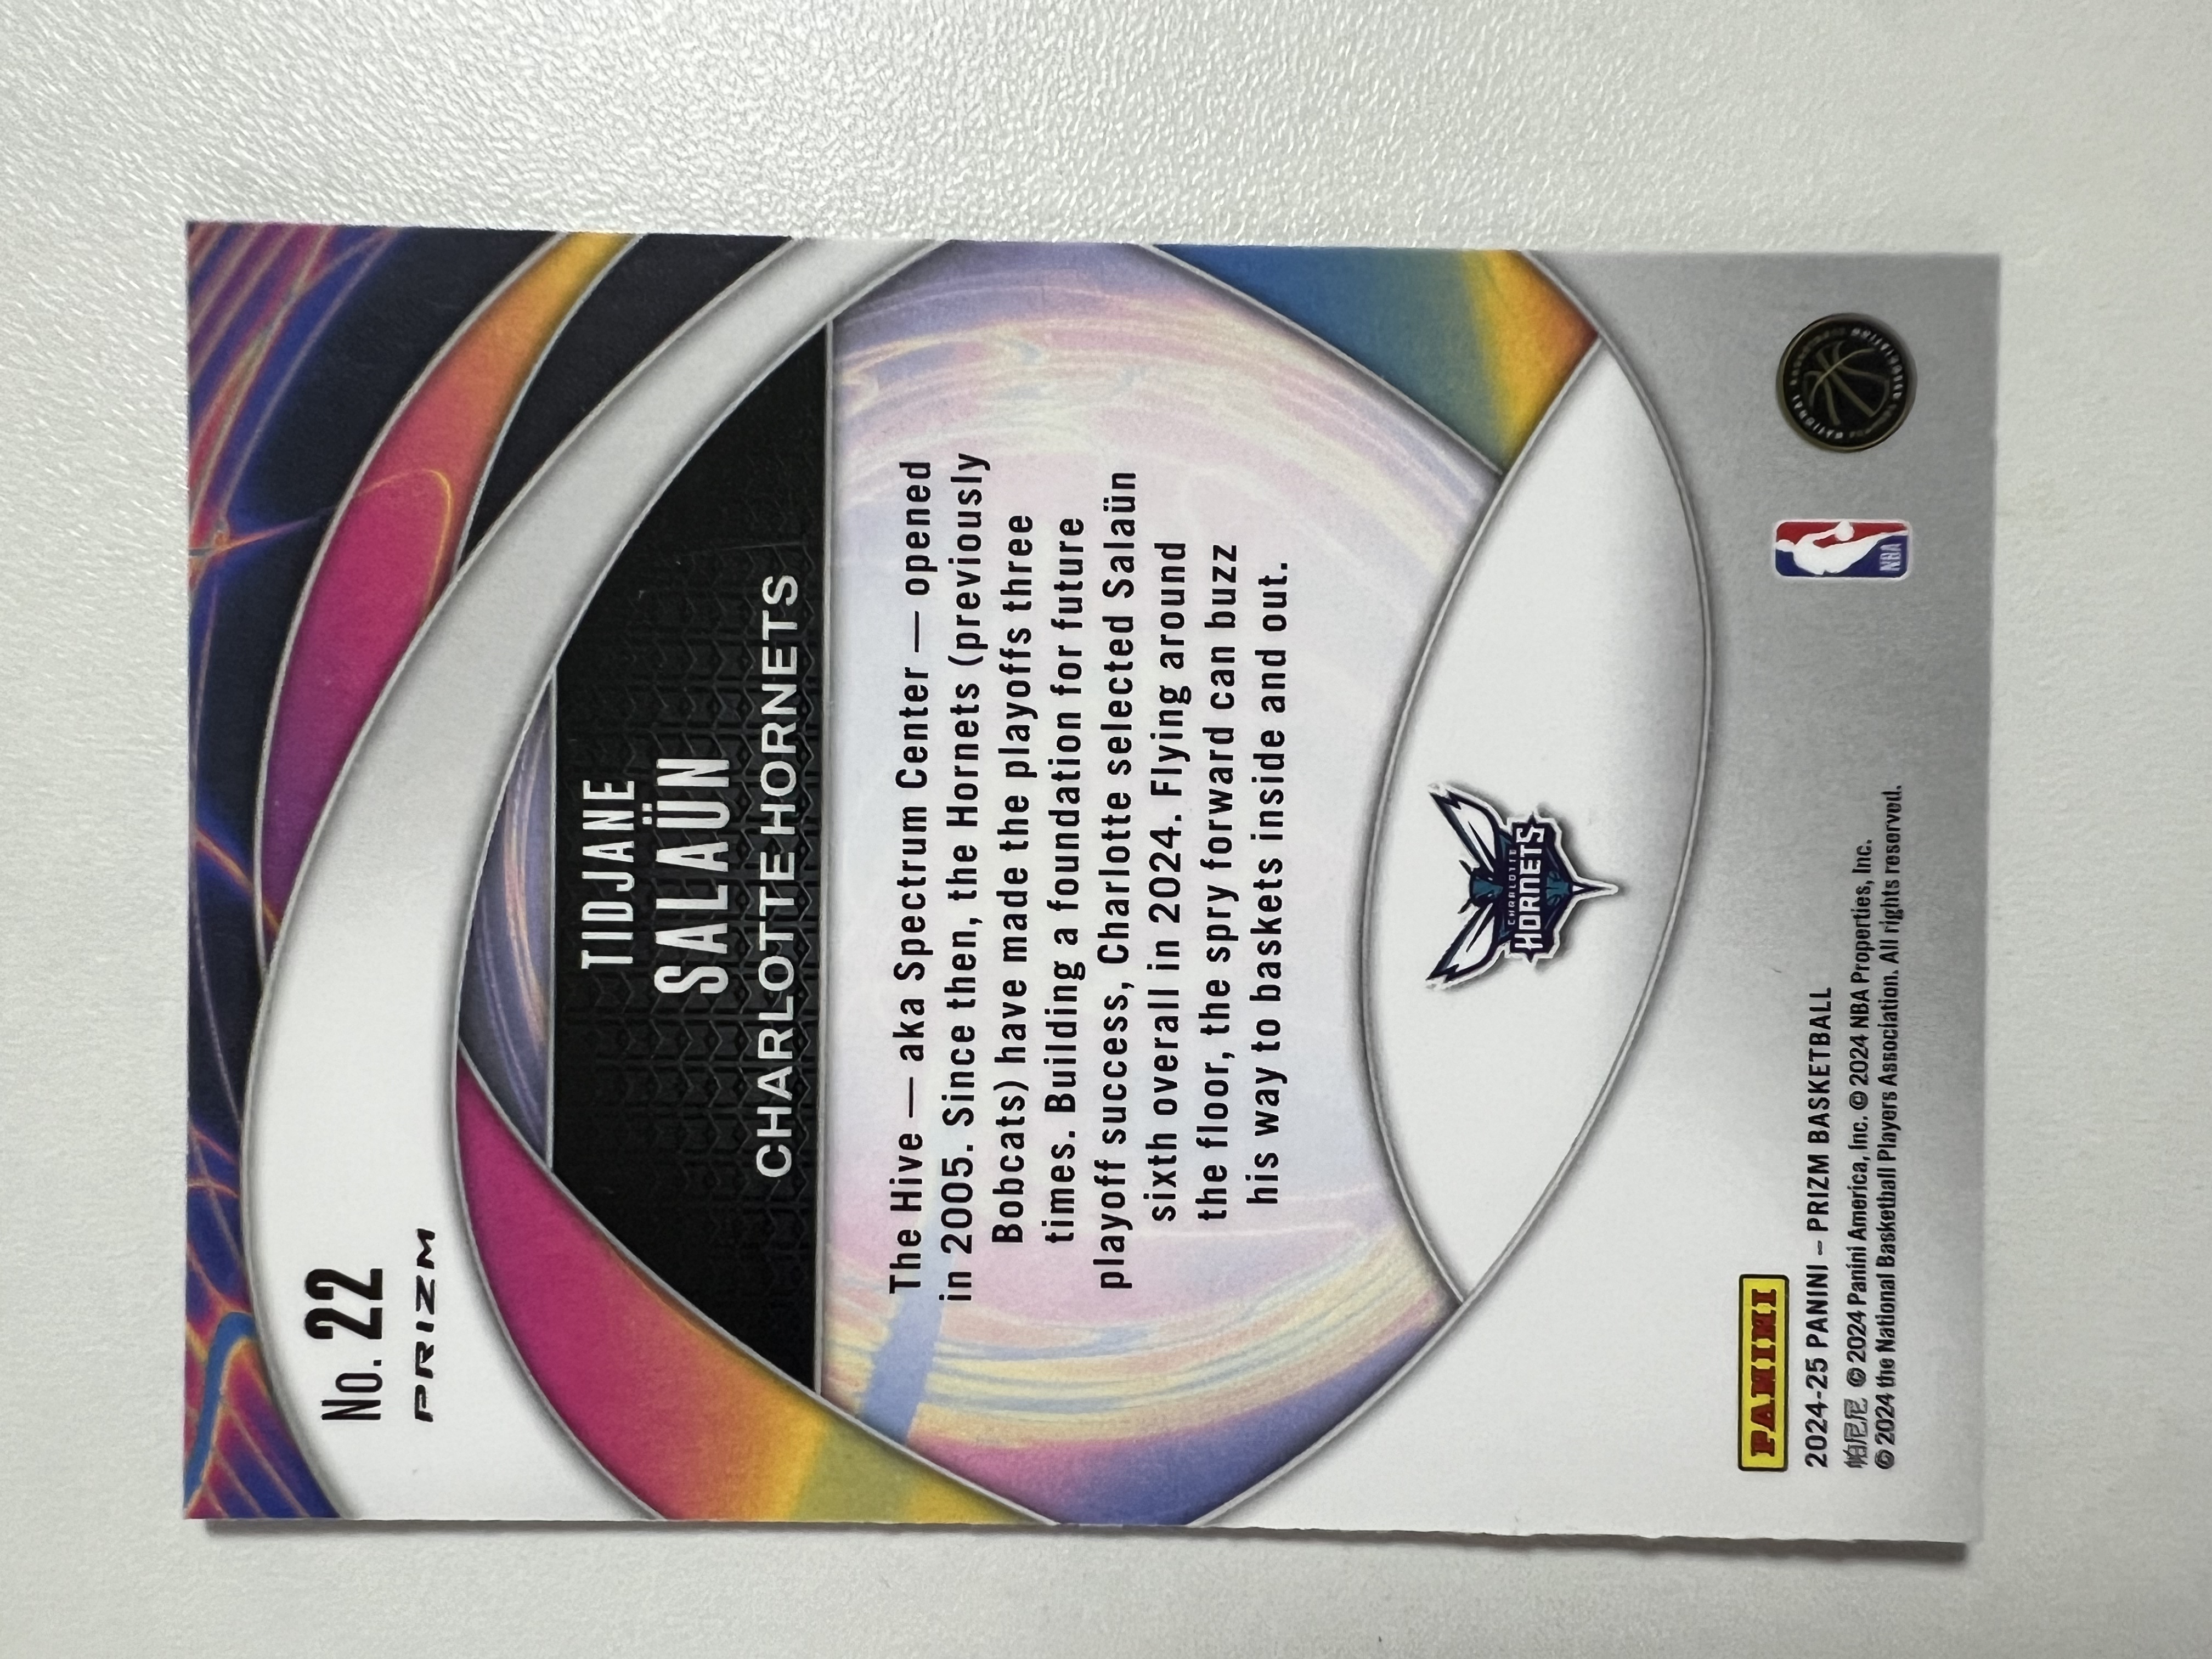 No. 22
PRIZM
TIDJANE
SALAÜN
CHARLOTTE HORNETS
The Hive — aka Spectrum Center — opened
in 2005. Since then, the Hornets (previously
Bobcats) have made the playoffs three
times. Building a foundation for future
playoff success, Charlotte selected Salaün
sixth overall in 2024. Flying around
the floor, the spry forward can buzz
his way to baskets inside and out.
CHARLOTTE
HORNETS
PANINI
2024-25 PANINI – PRIZM BASKETBALL
帕尼尼 © 2024 Panini America, Inc. © 2024 NBA Properties, Inc.
© 2024 the National Basketball Players Association. All rights reserved.
NBA
NATIONAL BASKETBALL PLAYERS ASSOCIATION